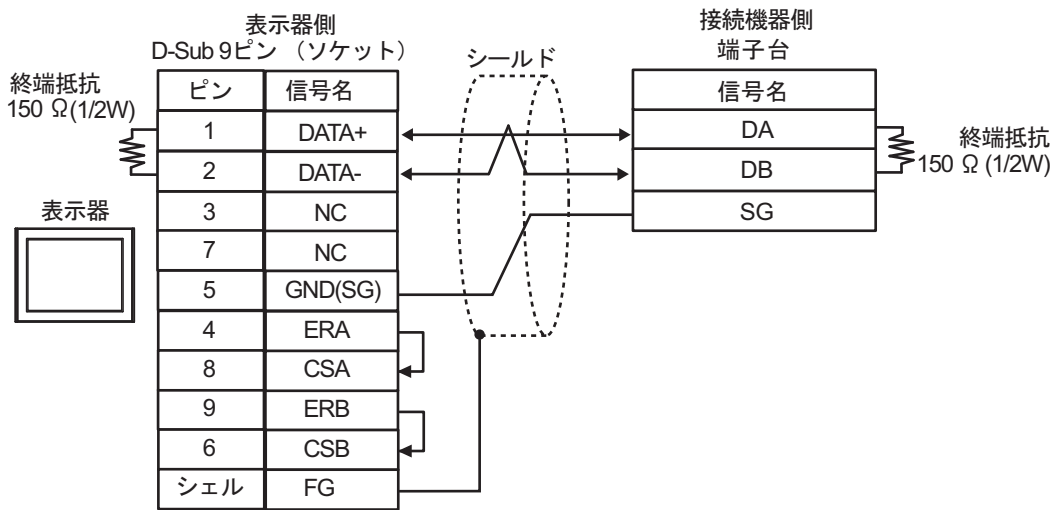 表示器側
D-Sub 9ピン （ソケット）
シールド
接続機器側
端子台
終端抵抗
150 Ω(1/2W)
ピン 信号名
1 DATA+
2 DATA-
3 NC
7 NC
5 GND(SG)
4 ERA
8 CSA
9 ERB
6 CSB
シェル FG
表示器
信号名
DA
DB
SG
終端抵抗
150 Ω (1/2W)